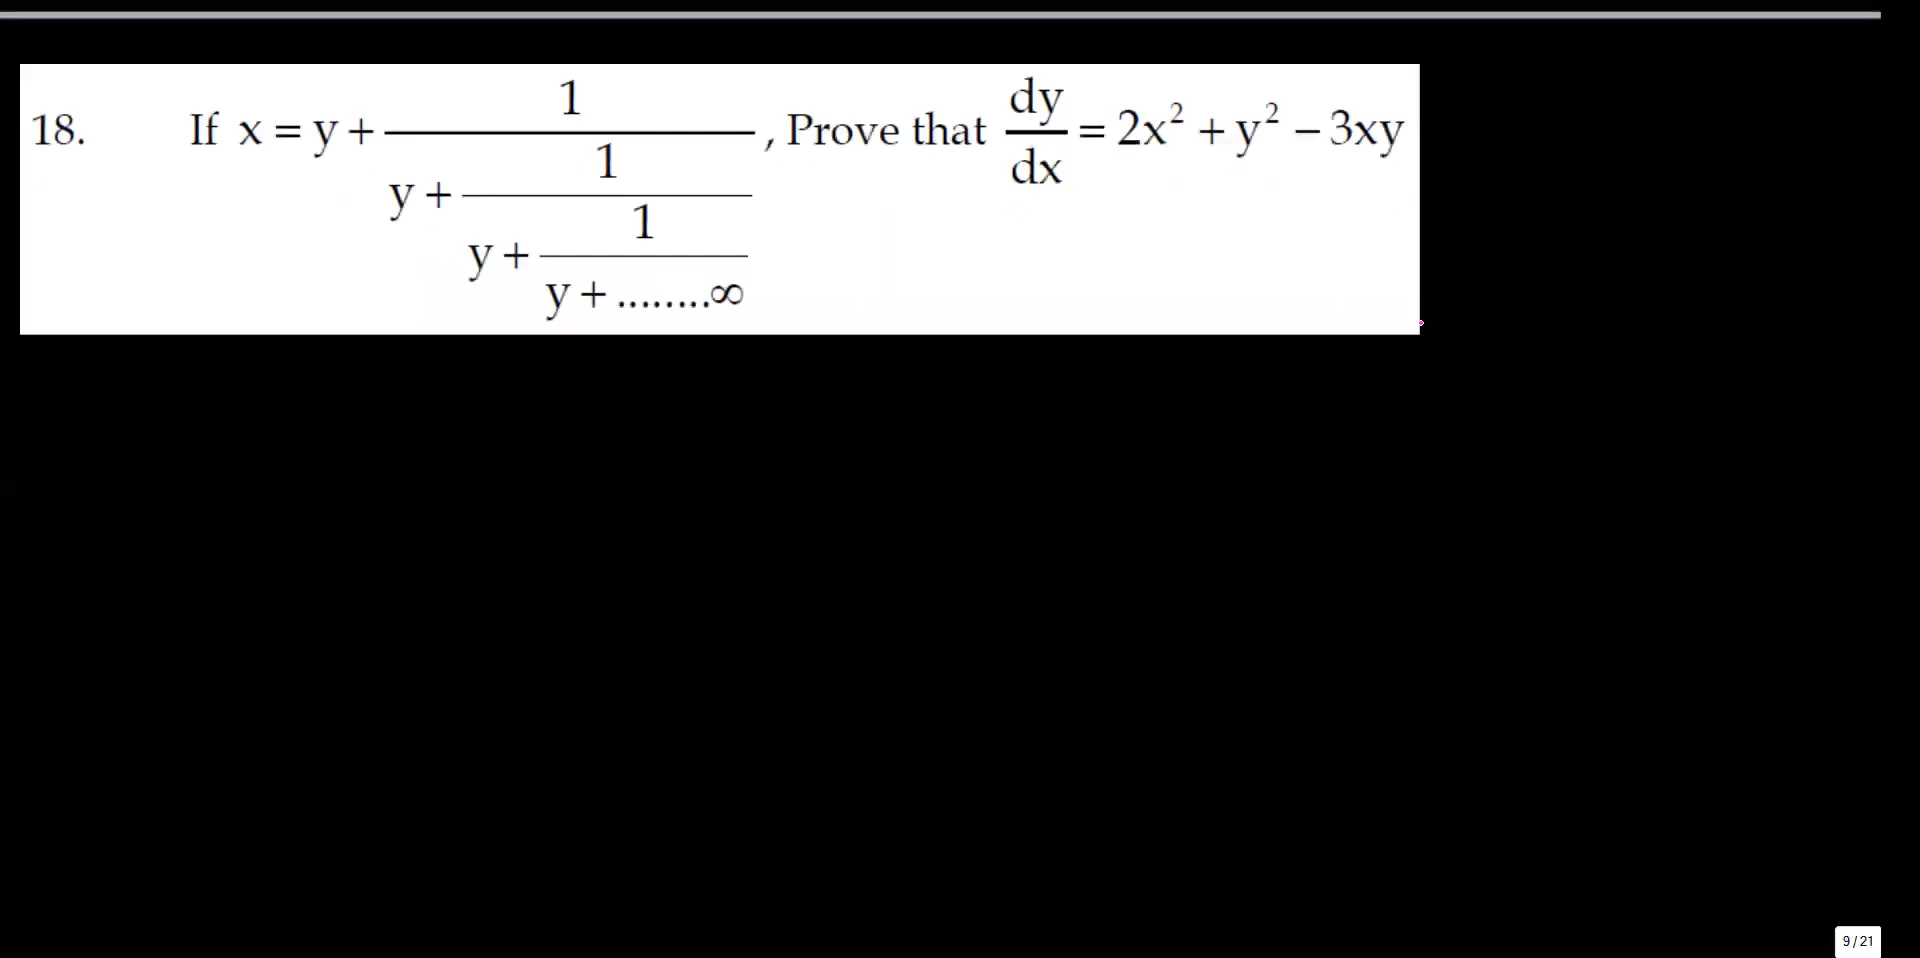 18. If x = y + 1 / (y + 1 / (y + 1 / (y + ........∞))) , Prove that dy/dx = 2x² + y² − 3xy
9 / 21